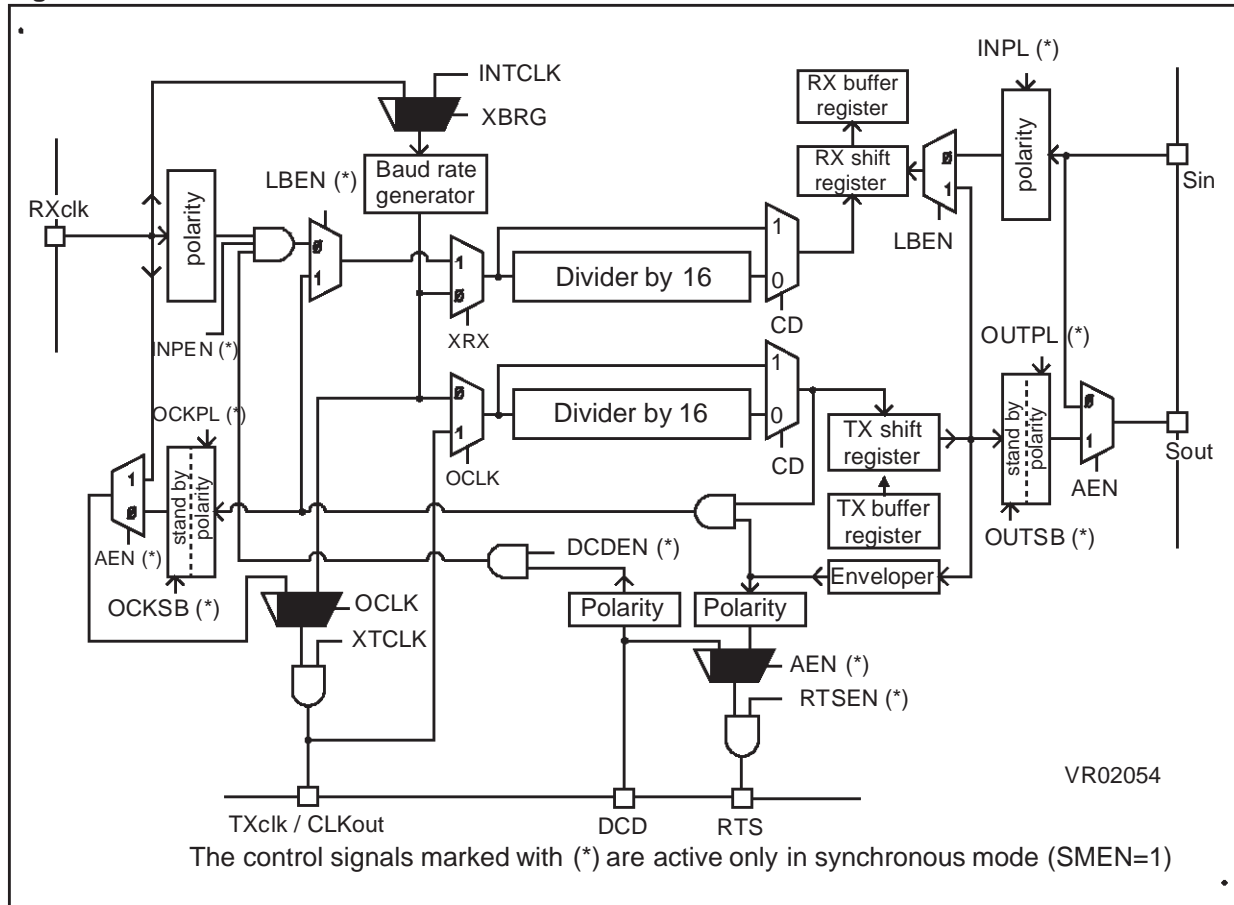 INPL (*)
INTCLK
XBRG
RX buffer
register
RX shift
register
polarity
Sin
Baud rate
generator
LBEN (*)
RXclk
polarity
0
1
0
1
LBEN
1
0
1
Divider by 16
0
CD
XRX
INPEN (*)
OUTPL (*)
OCKPL (*)
0
1
1
Divider by 16
0
CD
OCLK
TX shift
register
stand by
polarity
0
1
Sout
AEN
1
0
stand by
polarity
AEN (*)
OCKSB (*)
TX buffer
register
OUTSB (*)
DCDEN (*)
Enveloper
OCLK
Polarity
Polarity
XTCLK
AEN (*)
RTSEN (*)
VR02054
TXclk / CLKout
DCD
RTS
The control signals marked with (*) are active only in synchronous mode (SMEN=1)